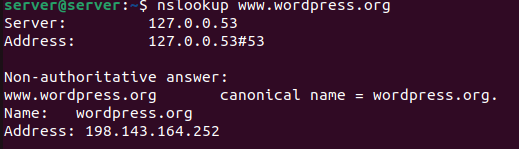 server@server:~$ nslookup www.wordpress.org
Server:         127.0.0.53
Address:        127.0.0.53#53

Non-authoritative answer:
www.wordpress.org       canonical name = wordpress.org.
Name:   wordpress.org
Address: 198.143.164.252